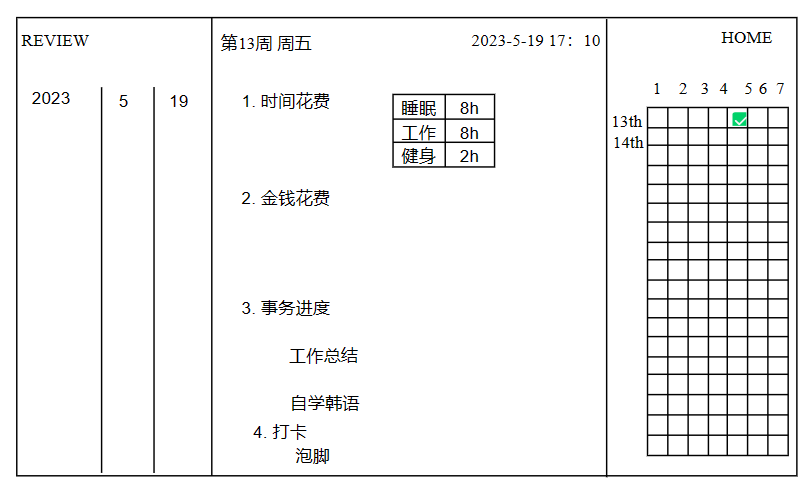 REVIEW
2023 5 19
第13周 周五 2023-5-19 17：10
1. 时间花费
睡眠 8h
工作 8h
健身 2h
2. 金钱花费
3. 事务进度
工作总结
自学韩语
4. 打卡
泡脚
HOME
1 2 3 4 5 6 7
13th
14th